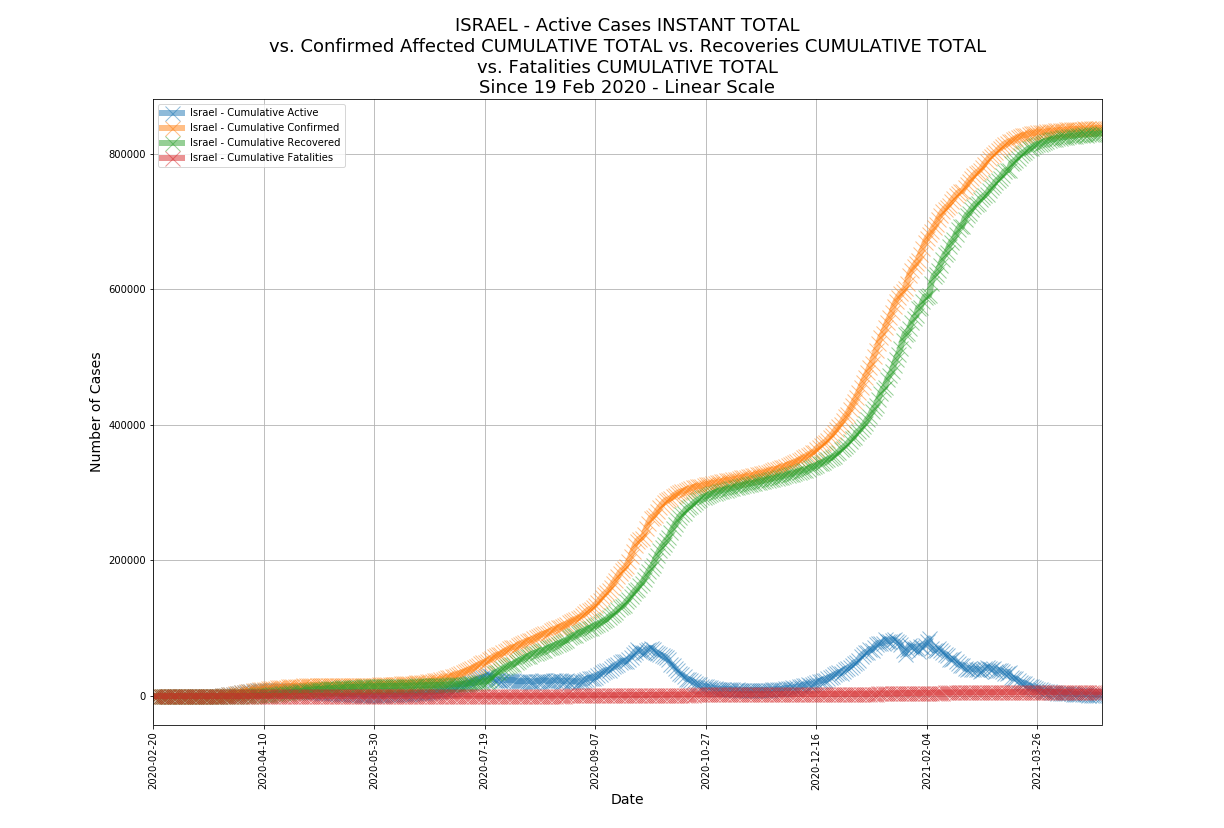 ISRAEL - Active Cases INSTANT TOTAL
vs. Confirmed Affected CUMULATIVE TOTAL vs. Recoveries CUMULATIVE TOTAL
vs. Fatalities CUMULATIVE TOTAL
Since 19 Feb 2020 - Linear Scale
Israel - Cumulative Active
Israel - Cumulative Confirmed
Israel - Cumulative Recovered
Israel - Cumulative Fatalities
Number of Cases
800000
600000
400000
200000
0
2020-02-20
2020-04-10
2020-05-30
2020-07-19
2020-09-07
2020-10-27
2020-12-16
2021-02-04
2021-03-26
Date